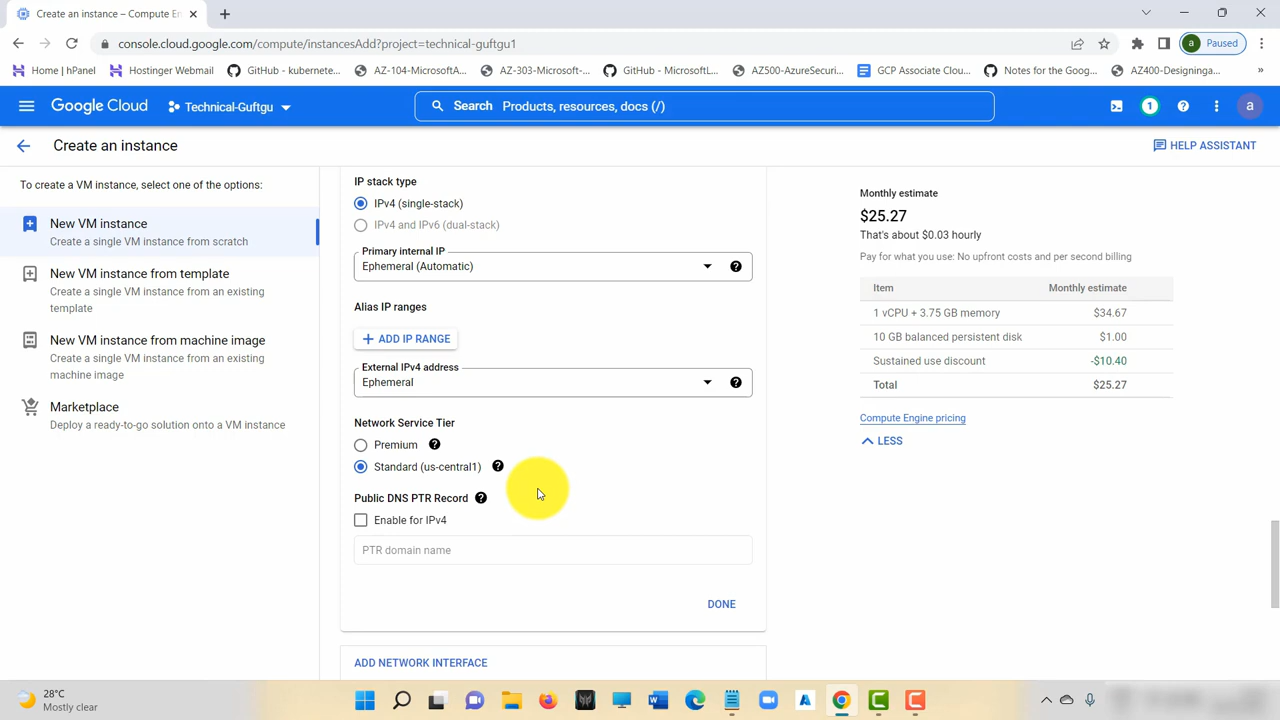 Create an instance – Compute En
console.cloud.google.com/compute/instancesAdd?project=technical-guftgu1
a
Paused
Home | hPanel
Hostinger Webmail
GitHub - kubernete...
AZ-104-MicrosoftA...
AZ-303-Microsoft-...
GitHub - MicrosoftL...
AZ500-AzureSecuri...
GCP Associate Clou...
Notes for the Goog...
AZ400-Designinga...
»
Google Cloud
Technical-Guftgu
Search Products, resources, docs (/)
1
a
Create an instance
HELP ASSISTANT
To create a VM instance, select one of the options:
New VM instance
Create a single VM instance from scratch
New VM instance from template
Create a single VM instance from an existing
template
New VM instance from machine image
Create a single VM instance from an existing
machine image
Marketplace
Deploy a ready-to-go solution onto a VM instance
IP stack type
IPv4 (single-stack)
IPv4 and IPv6 (dual-stack)
Primary internal IP
Ephemeral (Automatic)
Alias IP ranges
+ ADD IP RANGE
External IPv4 address
Ephemeral
Network Service Tier
Premium
Standard (us-central1)
Public DNS PTR Record
Enable for IPv4
PTR domain name
DONE
ADD NETWORK INTERFACE
Monthly estimate
$25.27
That's about $0.03 hourly
Pay for what you use: No upfront costs and per second billing
Item Monthly estimate
1 vCPU + 3.75 GB memory $34.67
10 GB balanced persistent disk $1.00
Sustained use discount -$10.40
Total $25.27
Compute Engine pricing
LESS
28°C
Mostly clear